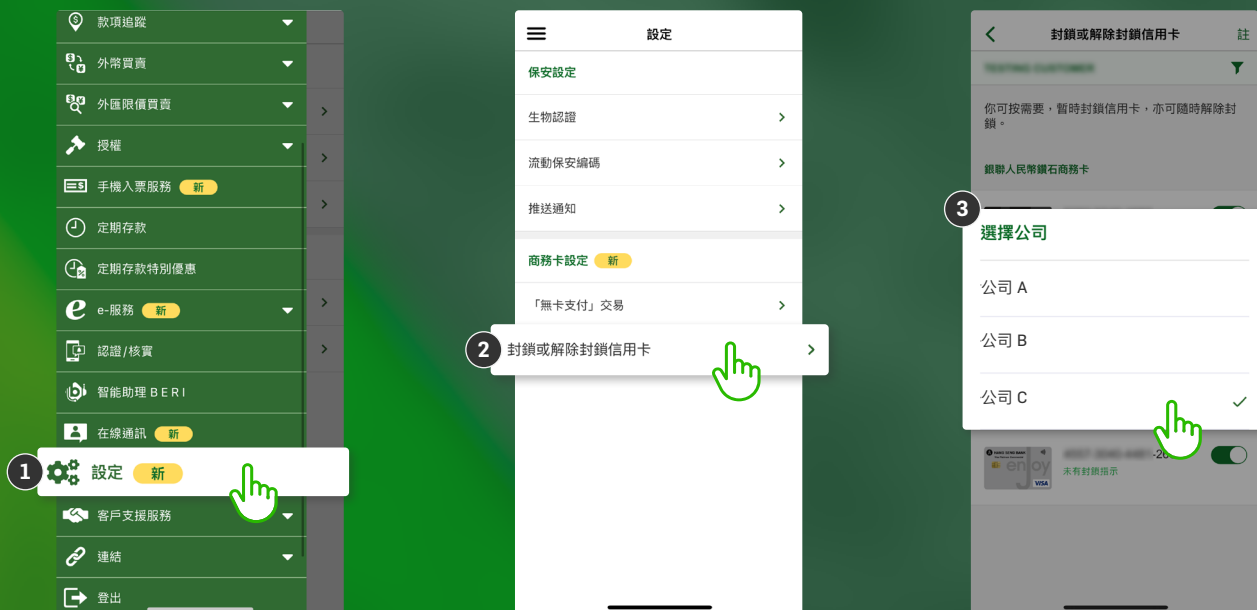 款項追蹤
外幣買賣
外匯限價買賣
授權
手機入票服務 新
定期存款
定期存款特別優惠
e-服務 新
認證/核實
智能助理 BERI
在線通訊 新
1 設定 新
客戶支援服務
連結
登出
設定
保安設定
生物認證
流動保安編碼
推送通知
商務卡設定 新
「無卡支付」交易
2 封鎖或解除封鎖信用卡
封鎖或解除封鎖信用卡 註
TESTING CUSTOMER
你可按需要，暫時封鎖信用卡，亦可隨時解除封
鎖。
銀聯人民幣鑽石商務卡
3 選擇公司
公司 A
公司 B
公司 C
enjoy
VISA
未有封鎖指示